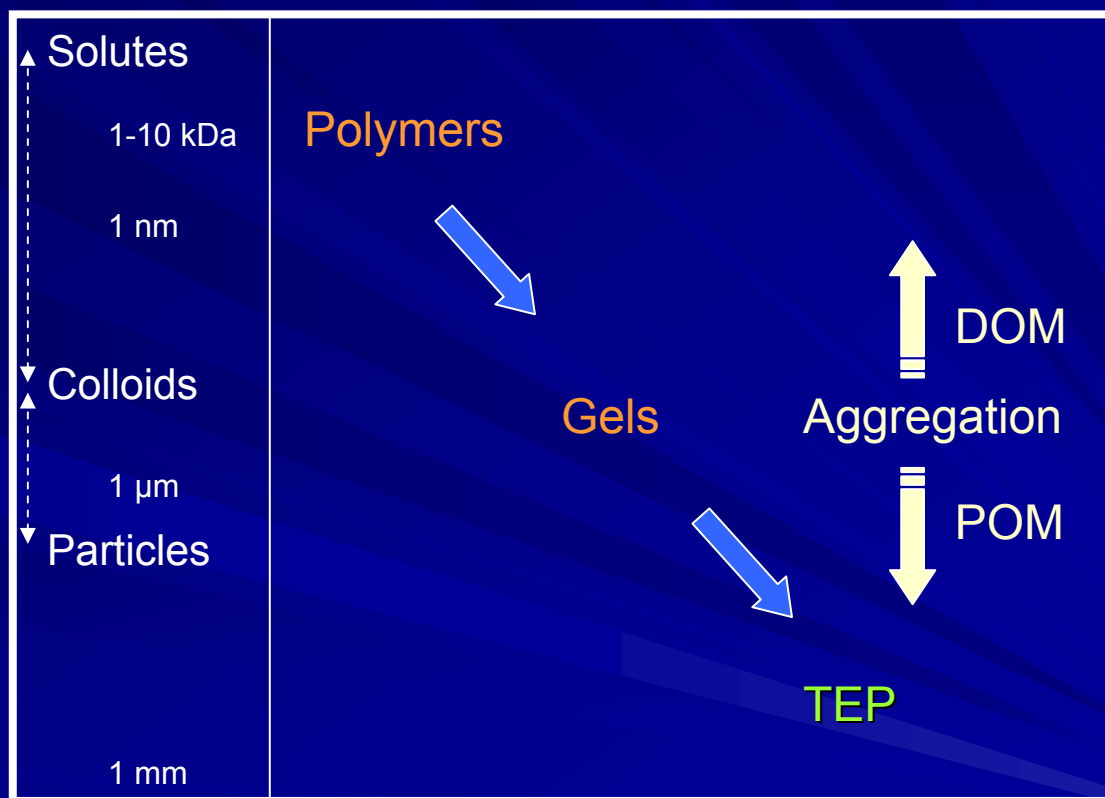 Solutes
1-10 kDa
Polymers
1 nm
DOM
Colloids
Gels
Aggregation
1 µm
POM
Particles
TEP
1 mm